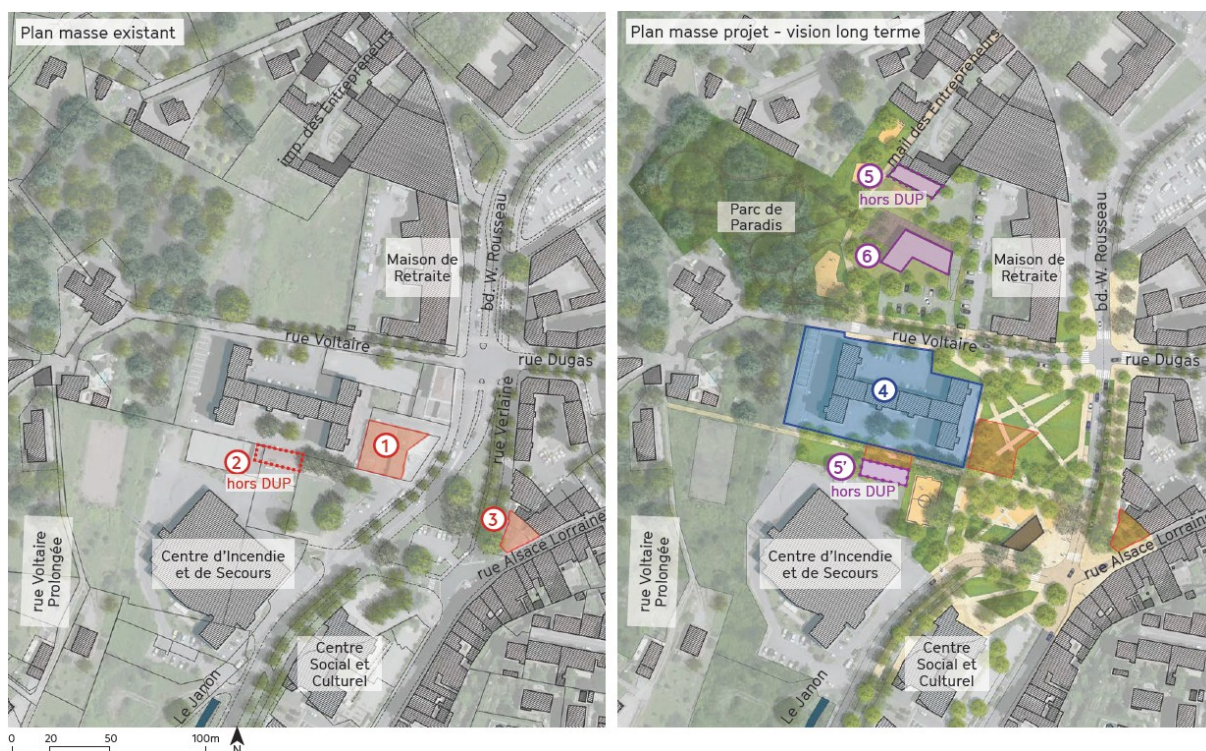 Plan masse existant
imp. des Entrepreneurs
Maison de
Retraite
bd. W. Rousseau
rue Voltaire
rue Dugas
rue Verlaine
1
2
hors DUP
3
rue Alsace Lorraine
Centre d'Incendie
et de Secours
rue Voltaire
Prolongée
Centre
Social et
Culturel
Le Janon
0 20 50 100m
N
Plan masse projet - vision long terme
mail des Entrepreneurs
5
hors DUP
Parc de
Paradis
6
Maison de
Retraite
bd. W. Rousseau
rue Voltaire
rue Dugas
4
5'
hors DUP
Centre d'Incendie
et de Secours
rue Alsace Lorraine
rue Voltaire
Prolongée
Centre
Social et
Culturel
Le Janon